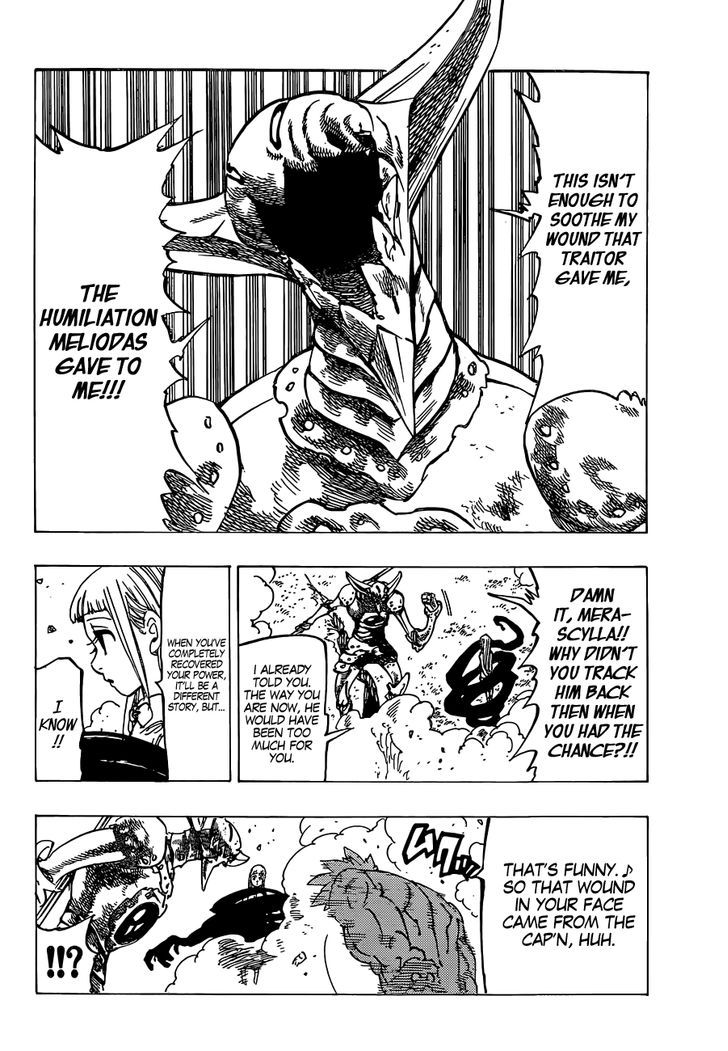 THIS ISN'T
ENOUGH TO
SOOTHE MY
WOUND THAT
TRAITOR
GAVE ME,
THE
HUMILIATION
MELIODAS
GAVE TO
ME!!!
DAMN
IT, MERA-
SCYLLA!!
WHY DIDN'T
YOU TRACK
HIM BACK
THEN WHEN
YOU HAD THE
CHANCE?!!
I ALREADY
TOLD YOU.
THE WAY YOU
ARE NOW, HE
WOULD HAVE
BEEN TOO
MUCH FOR
YOU.
WHEN YOU'VE
COMPLETELY
RECOVERED
YOUR POWER,
IT'LL BE A
DIFFERENT
STORY, BUT...
I
KNOW
!!
THAT'S FUNNY. ♪
SO THAT WOUND
IN YOUR FACE
CAME FROM THE
CAP'N, HUH.
!!?